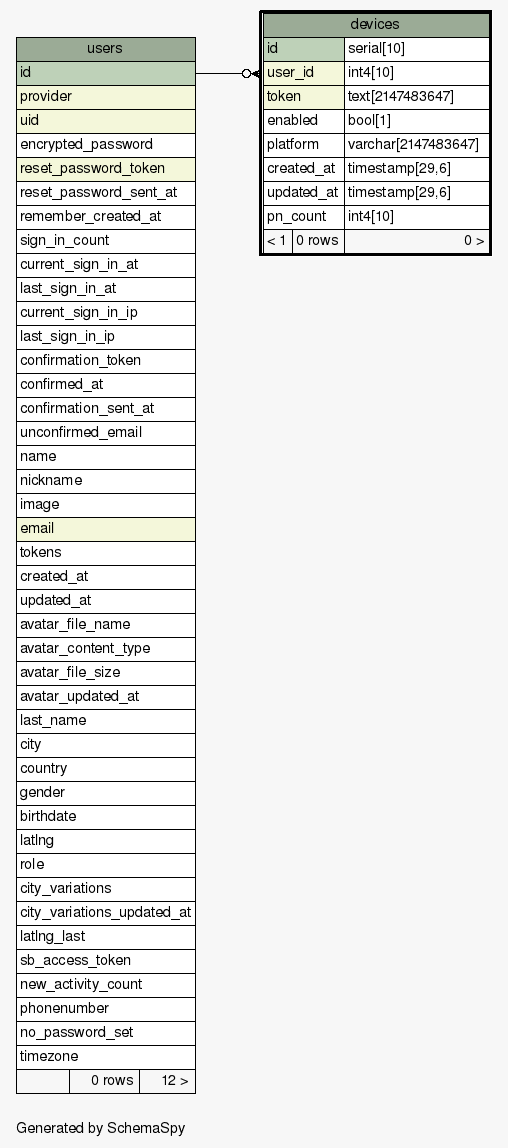 users
id
provider
uid
encrypted_password
reset_password_token
reset_password_sent_at
remember_created_at
sign_in_count
current_sign_in_at
last_sign_in_at
current_sign_in_ip
last_sign_in_ip
confirmation_token
confirmed_at
confirmation_sent_at
unconfirmed_email
name
nickname
image
email
tokens
created_at
updated_at
avatar_file_name
avatar_content_type
avatar_file_size
avatar_updated_at
last_name
city
country
gender
birthdate
latlng
role
city_variations
city_variations_updated_at
latlng_last
sb_access_token
new_activity_count
phonenumber
no_password_set
timezone
0 rows 12 >
devices
id serial[10]
user_id int4[10]
token text[2147483647]
enabled bool[1]
platform varchar[2147483647]
created_at timestamp[29,6]
updated_at timestamp[29,6]
pn_count int4[10]
< 1 0 rows 0 >
Generated by SchemaSpy